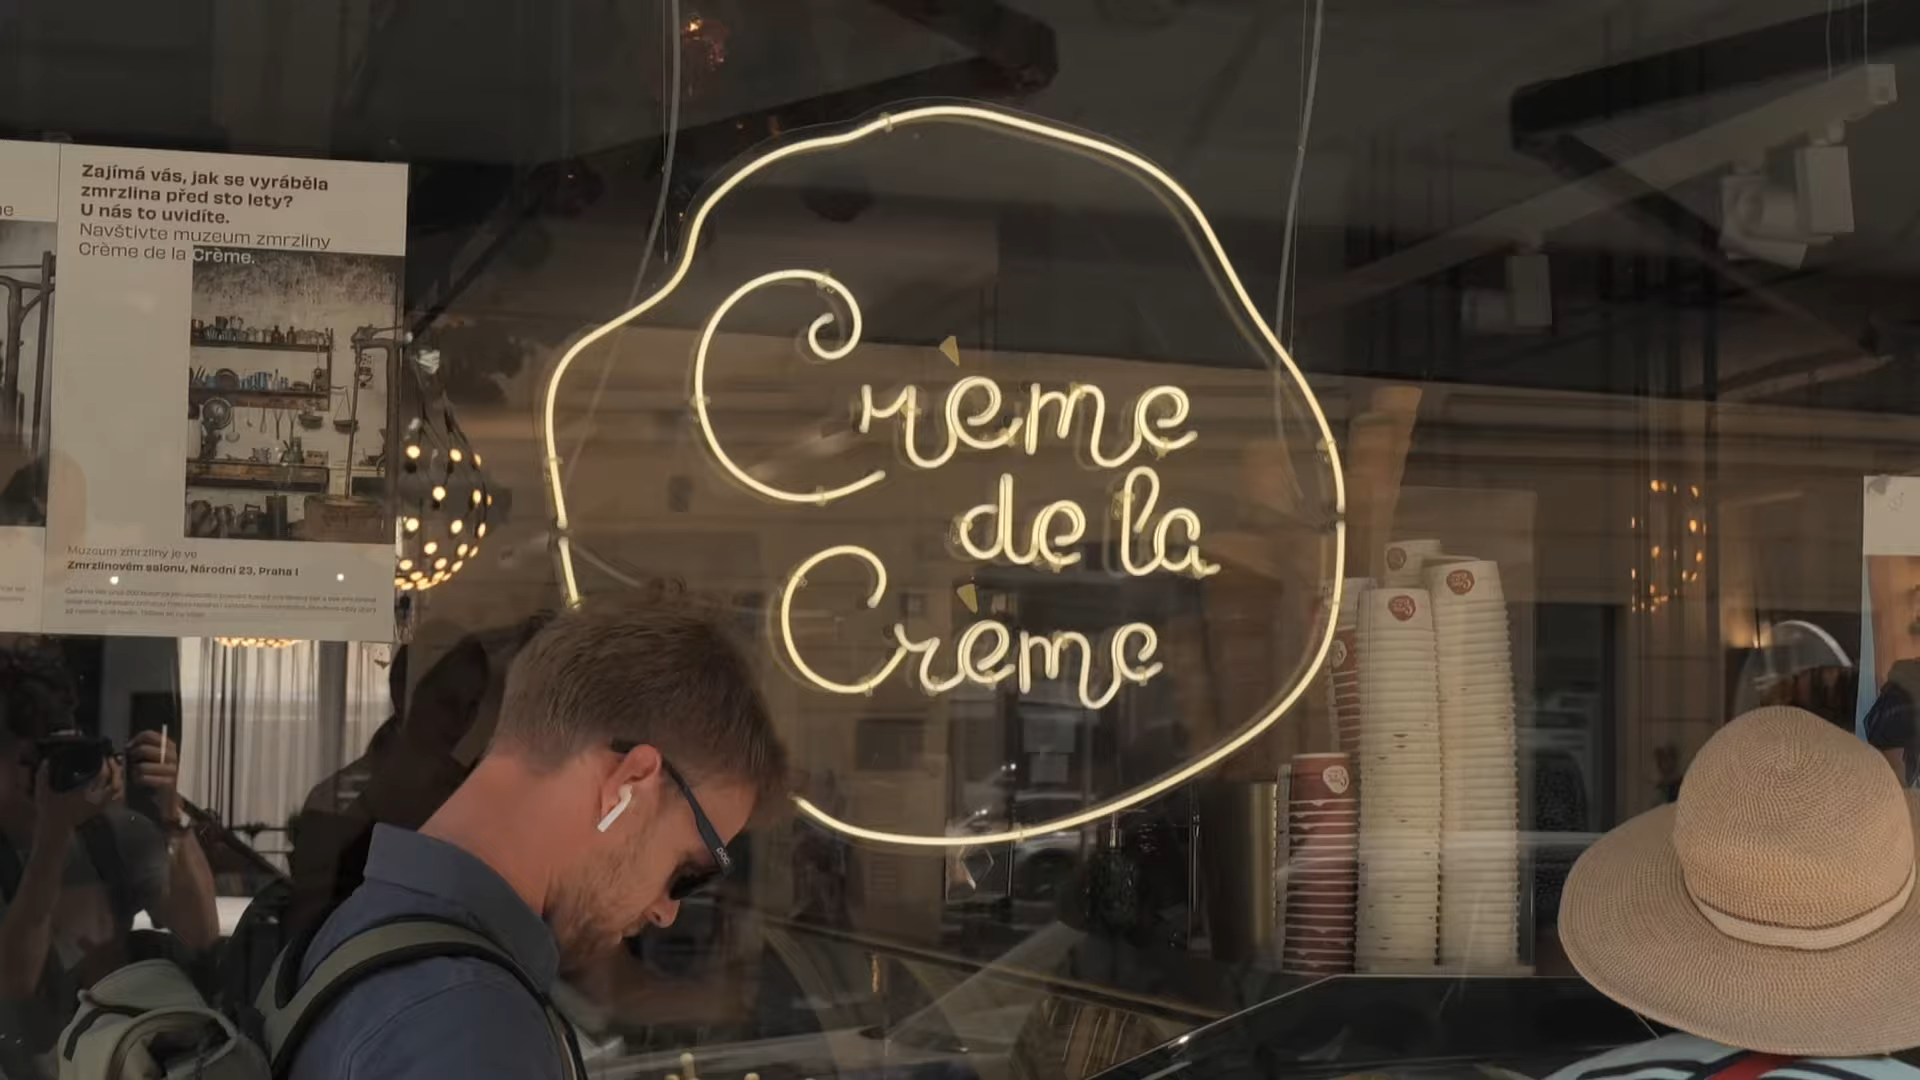 Zajímá vás, jak se vyráběla
zmrzlina před sto lety?
U nás to uvidíte.
Navštivte muzeum zmrzliny
Crème de la Crème.
Muzeum zmrzliny je ve
Zmrzlinovém salonu, Národní 23, Praha 1
Crème
de la
Crème